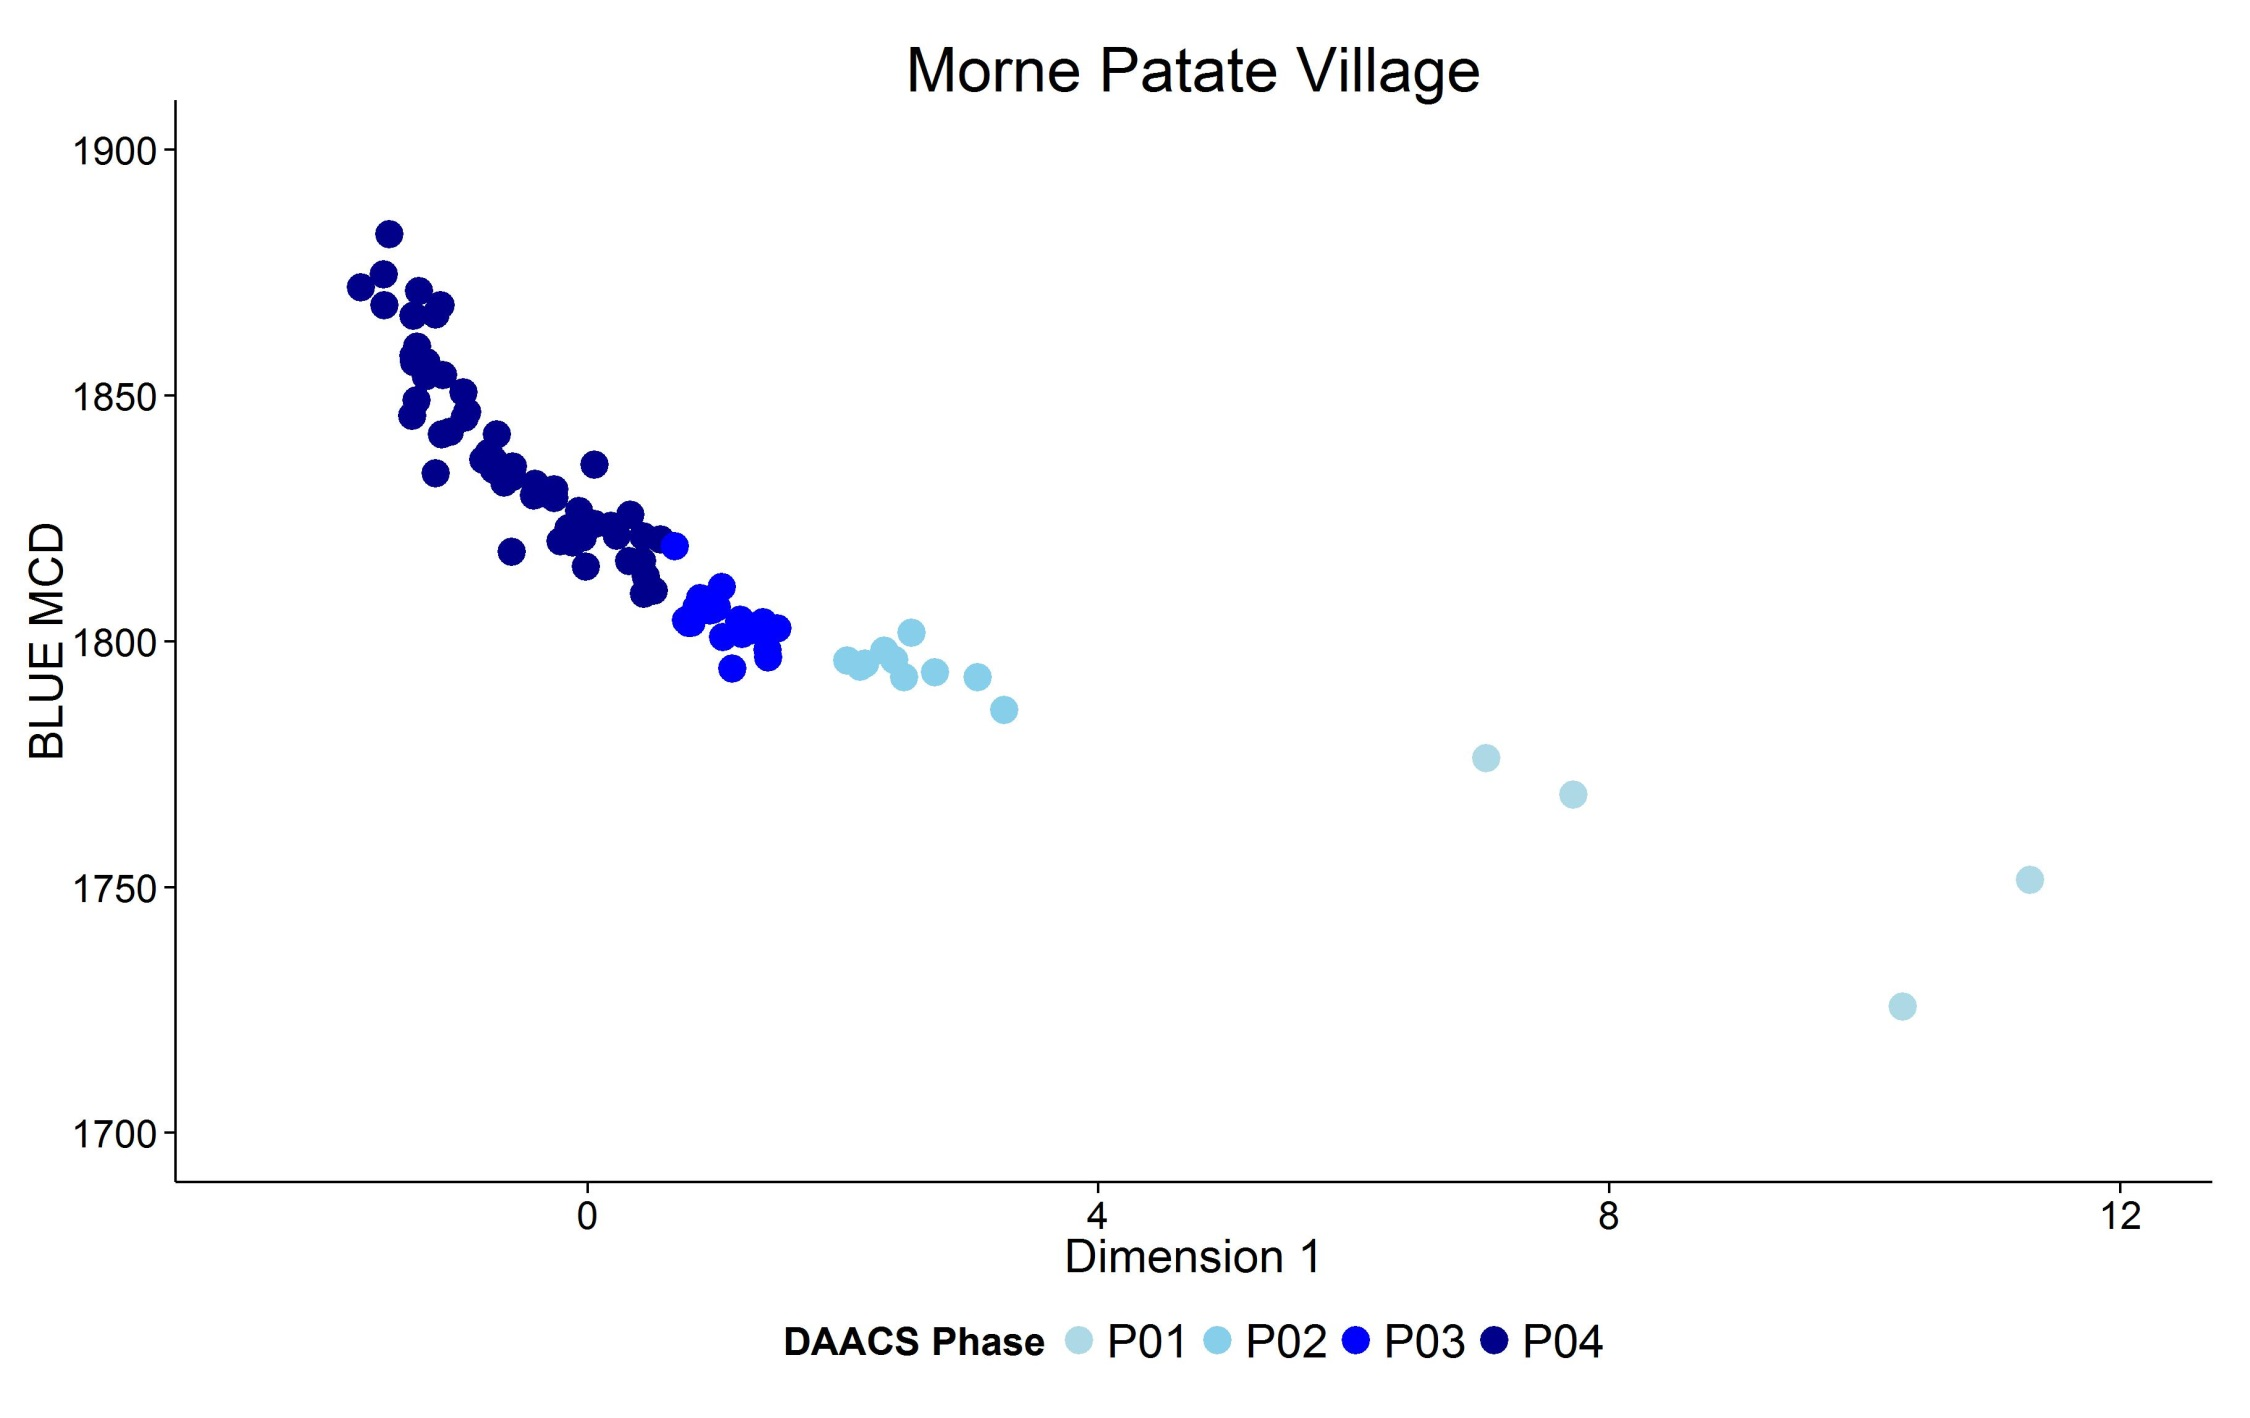 Morne Patate Village
1900
1850
1800
1750
1700
BLUE MCD
0 4 8 12
Dimension 1
DAACS Phase P01 P02 P03 P04